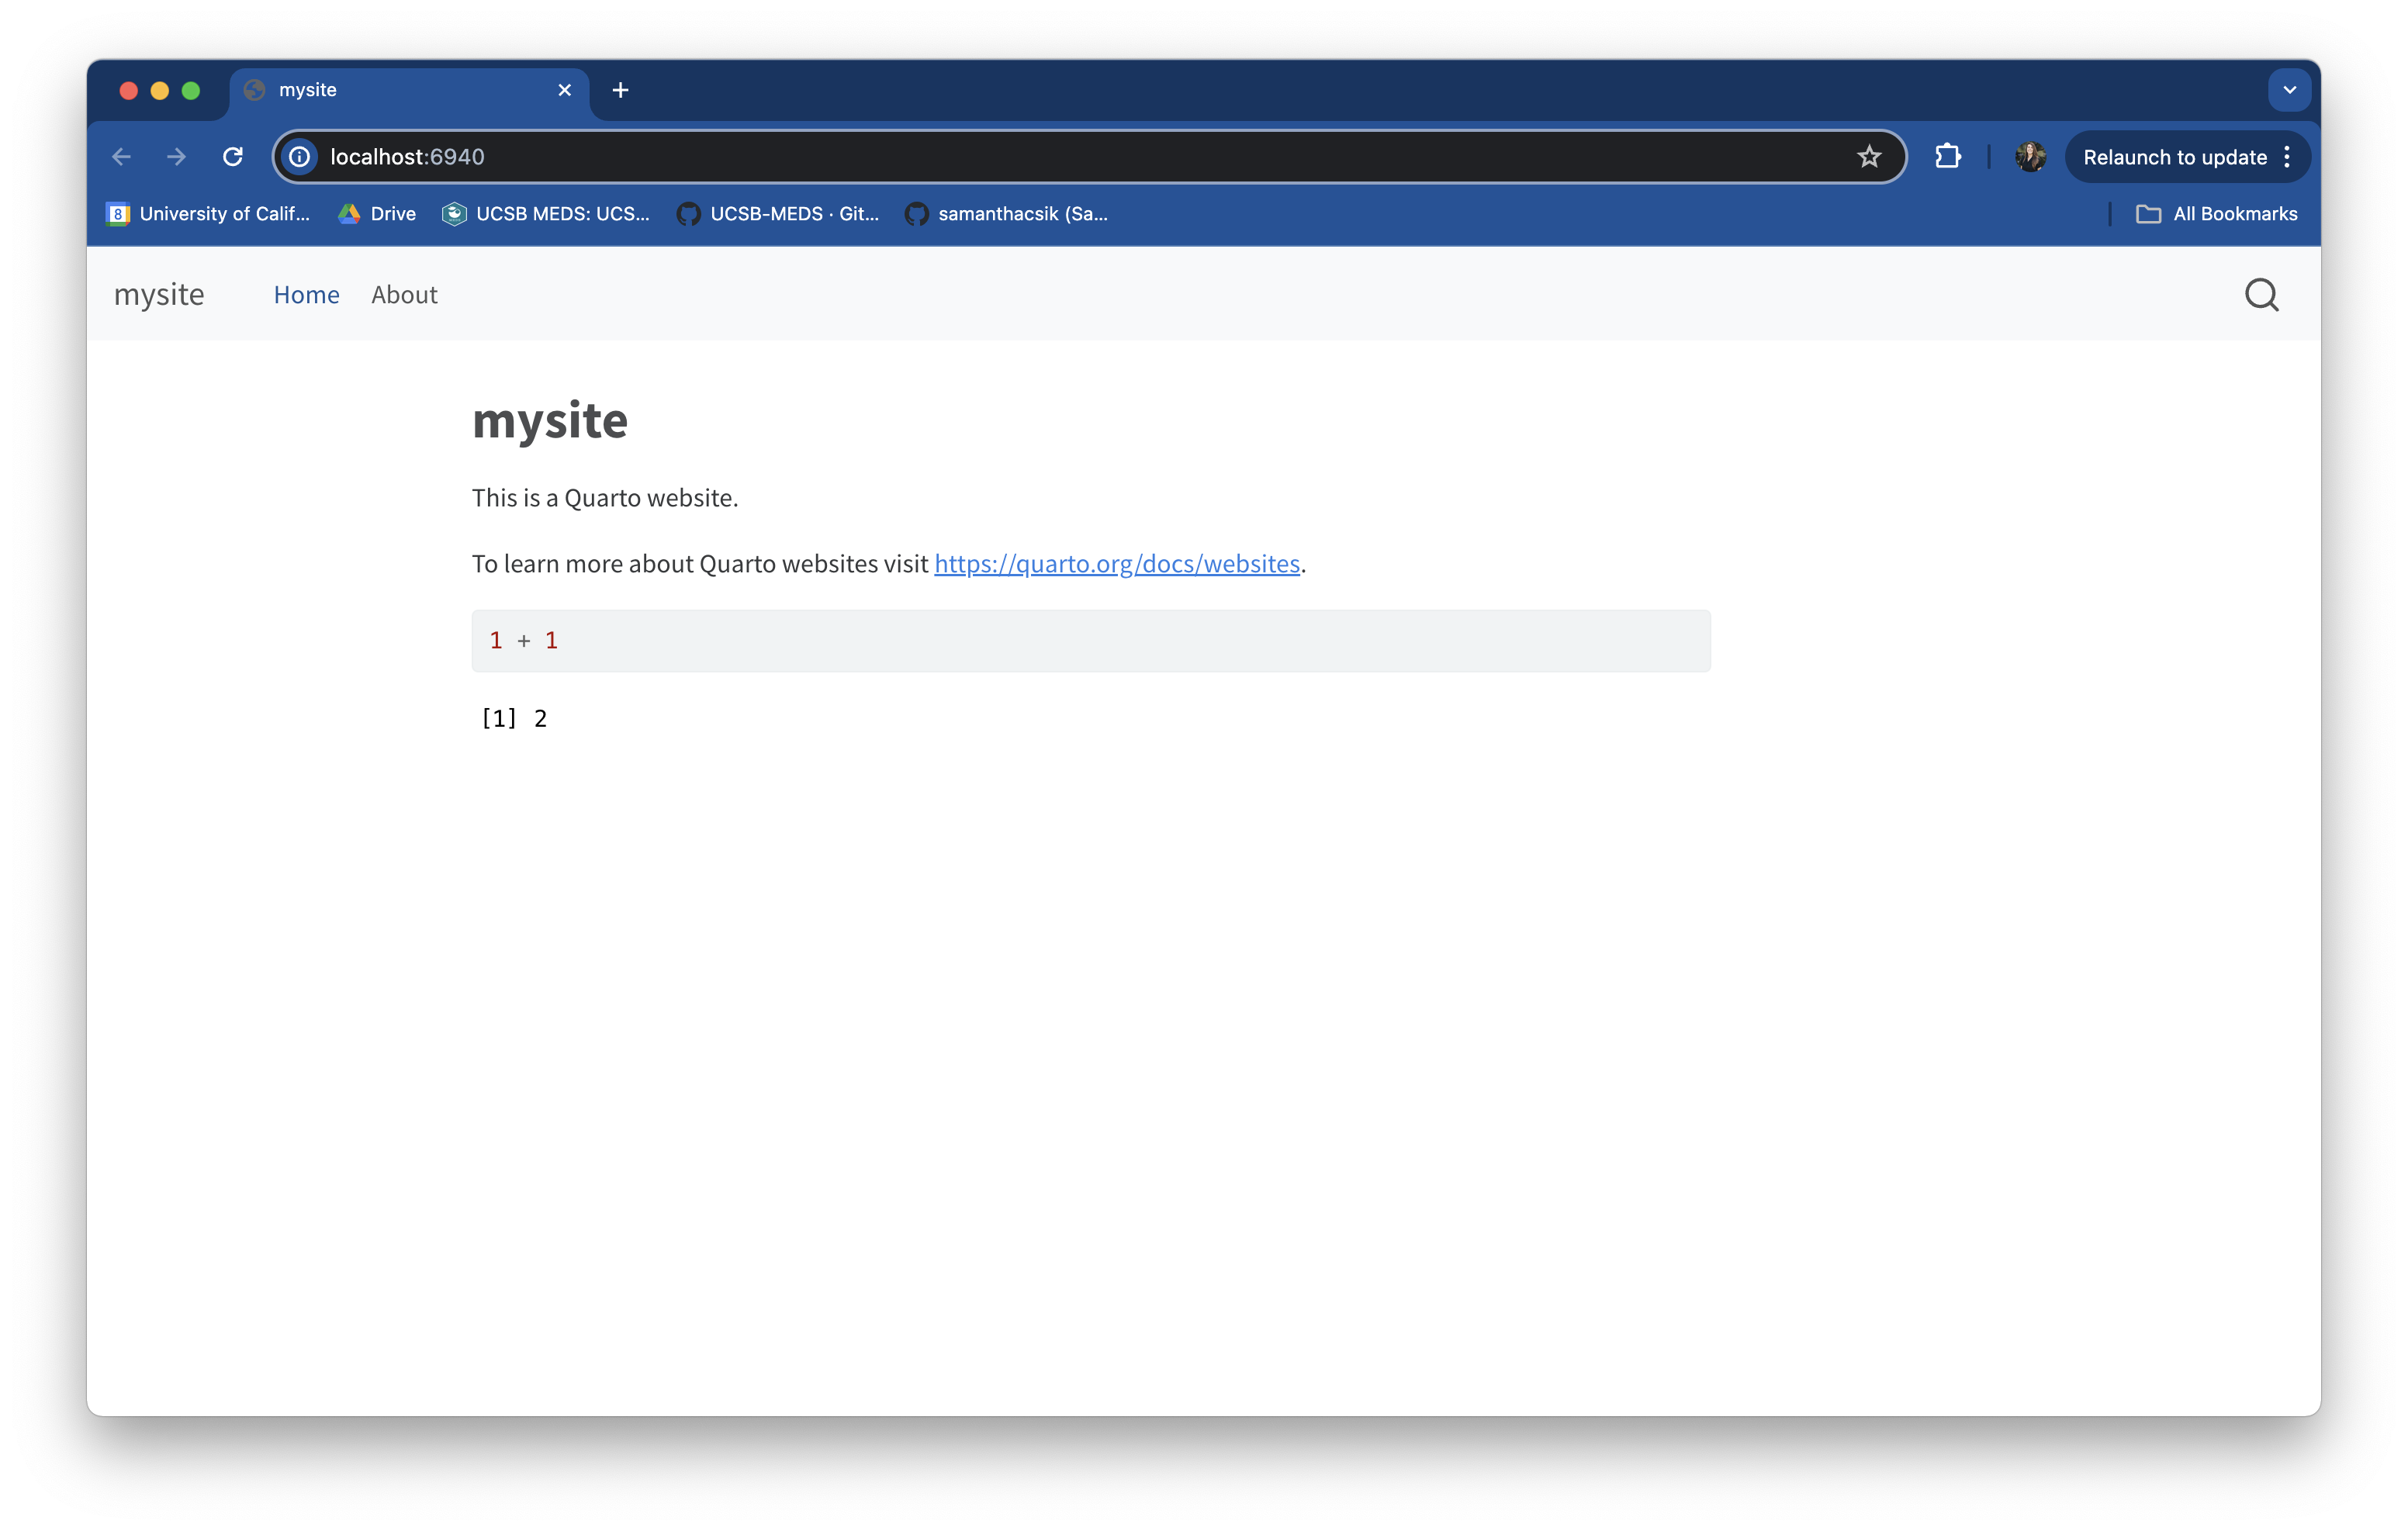 mysite
localhost:6940
Relaunch to update
8 University of Calif... Drive UCSB MEDS: UCS... UCSB-MEDS · Git... samanthacsik (Sa... All Bookmarks
mysite Home About
mysite
This is a Quarto website.
To learn more about Quarto websites visit https://quarto.org/docs/websites.
1 + 1
[1] 2